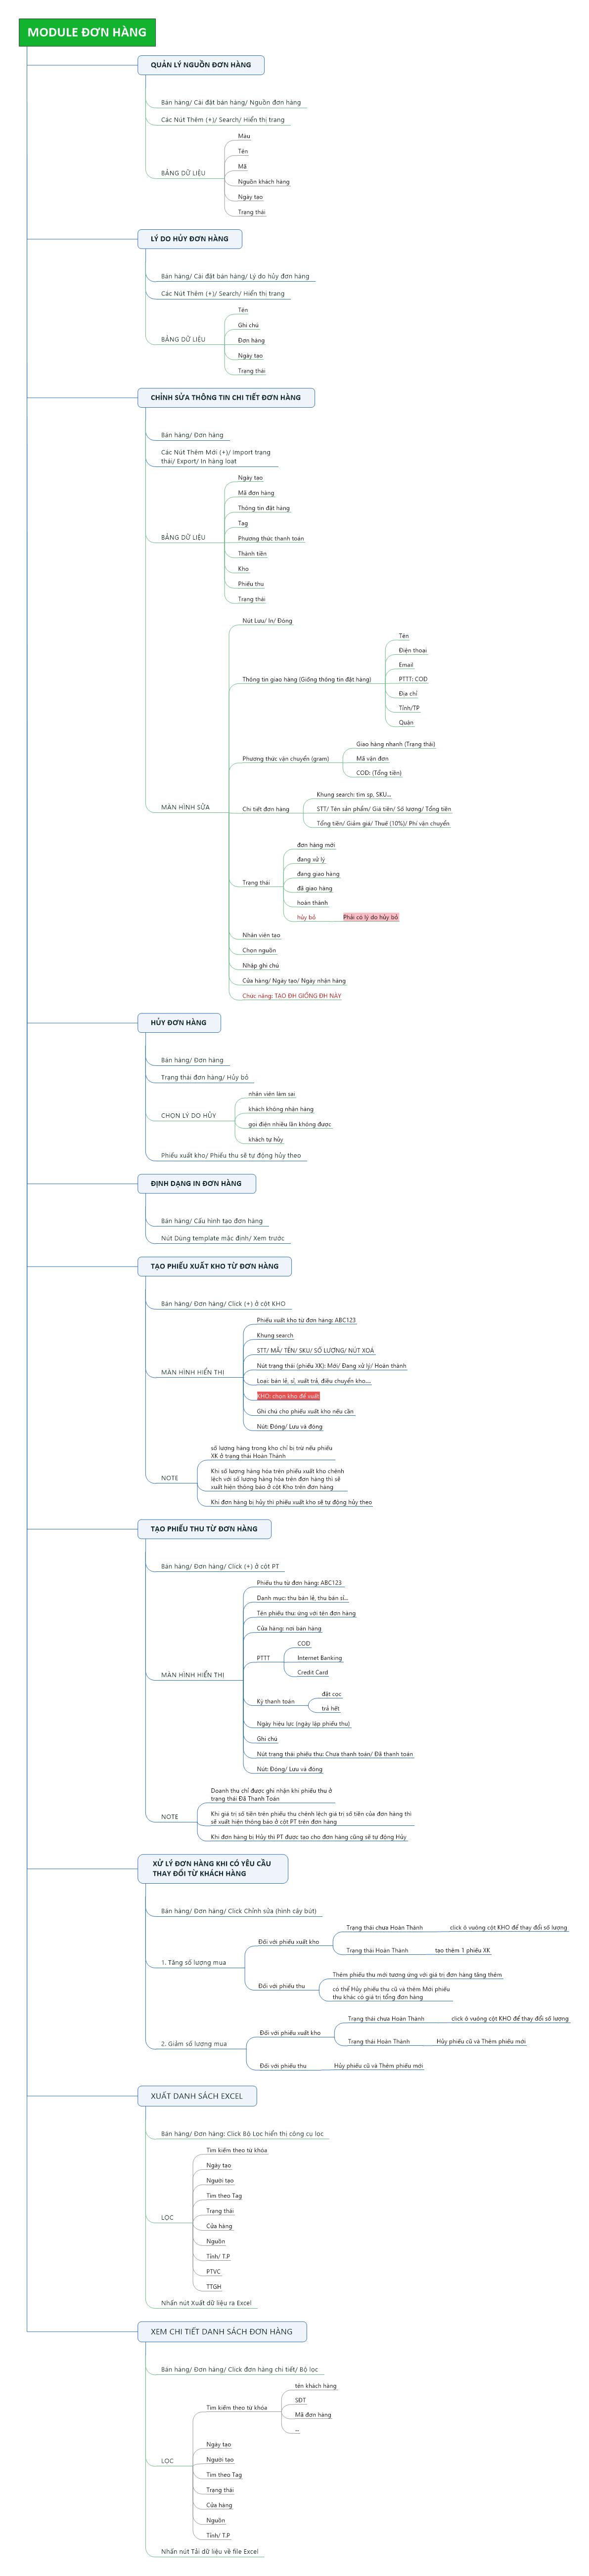 MODULE ĐƠN HÀNG
QUẢN LÝ NGUỒN ĐƠN HÀNG
Bán hàng/ Cài đặt bán hàng/ Nguồn đơn hàng
Các Nút Thêm (+)/ Search/ Hiển thị trang
BẢNG DỮ LIỆU
Màu
Tên
Mã
Nguồn khách hàng
Ngày tạo
Trạng thái
LÝ DO HỦY ĐƠN HÀNG
Bán hàng/ Cài đặt bán hàng/ Lý do hủy đơn hàng
Các Nút Thêm (+)/ Search/ Hiển thị trang
BẢNG DỮ LIỆU
Tên
Ghi chú
Đơn hàng
Ngày tạo
Trạng thái
CHỈNH SỬA THÔNG TIN CHI TIẾT ĐƠN HÀNG
Bán hàng/ Đơn hàng
Các Nút Thêm Mới (+)/ Import trạng
thái/ Export/ In hàng loạt
BẢNG DỮ LIỆU
Ngày tạo
Mã đơn hàng
Thông tin đặt hàng
Tag
Phương thức thanh toán
Thành tiền
Kho
Phiếu thu
Trạng thái
MÀN HÌNH SỬA
Nút Lưu/ In/ Đóng
Thông tin giao hàng (Giống thông tin đặt hàng)
Tên
Điện thoại
Email
PTTT: COD
Địa chỉ
Tỉnh/TP
Quận
Phương thức vận chuyển (gram)
Giao hàng nhanh (Trạng thái)
Mã vận đơn
COD: (Tổng tiền)
Chi tiết đơn hàng
Khung search: tìm sp, SKU...
STT/ Tên sản phẩm/ Giá tiền/ Số lượng/ Tổng tiền
Tổng tiền/ Giảm giá/ Thuế (10%)/ Phí vận chuyển
Trạng thái
đơn hàng mới
đang xử lý
đang giao hàng
đã giao hàng
hoàn thành
hủy bỏ
Phải có lý do hủy bỏ
Nhân viên tạo
Chọn nguồn
Nhập ghi chú
Cửa hàng/ Ngày tạo/ Ngày nhận hàng
Chức năng: TẠO ĐH GIỐNG ĐH NÀY
HỦY ĐƠN HÀNG
Bán hàng/ Đơn hàng
Trạng thái đơn hàng/ Hủy bỏ
CHỌN LÝ DO HỦY
nhân viên làm sai
khách không nhận hàng
gọi điện nhiều lần không được
khách tự hủy
Phiếu xuất kho/ Phiếu thu sẽ tự động hủy theo
ĐỊNH DẠNG IN ĐƠN HÀNG
Bán hàng/ Cấu hình tạo đơn hàng
Nút Dùng template mặc định/ Xem trước
TẠO PHIẾU XUẤT KHO TỪ ĐƠN HÀNG
Bán hàng/ Đơn hàng/ Click (+) ở cột KHO
MÀN HÌNH HIỂN THỊ
Phiếu xuất kho từ đơn hàng: ABC123
Khung search
STT/ MÃ/ TÊN/ SKU/ SỐ LƯỢNG/ NÚT XOÁ
Nút trạng thái (phiếu XK): Mới/ Đang xử lý/ Hoàn thành
Loại: bán lẻ, sỉ, xuất trả, điều chuyển kho....
KHO: chọn kho để xuất
Ghi chú cho phiếu xuất kho nếu cần
Nút: Đóng/ Lưu và đóng
NOTE
số lượng hàng trong kho chỉ bị trừ nếu phiếu
XK ở trạng thái Hoàn Thành
Khi số lượng hàng hóa trên phiếu xuất kho chênh
lệch với số lượng hàng hóa trên đơn hàng thì sẽ
xuất hiện thông báo ở cột Kho trên đơn hàng
Khi đơn hàng bị hủy thì phiếu xuất kho sẽ tự động hủy theo
TẠO PHIẾU THU TỪ ĐƠN HÀNG
Bán hàng/ Đơn hàng/ Click (+) ở cột PT
MÀN HÌNH HIỂN THỊ
Phiếu thu từ đơn hàng: ABC123
Danh mục: thu bán lẻ, thu bán sỉ...
Tên phiếu thu: ứng với tên đơn hàng
Cửa hàng: nơi bán hàng
PTTT
COD
Internet Banking
Credit Card
Kỳ thanh toán
đặt cọc
trả hết
Ngày hiệu lực (ngày lập phiếu thu)
Ghi chú
Nút trạng thái phiếu thu: Chưa thanh toán/ Đã thanh toán
Nút: Đóng/ Lưu và đóng
NOTE
Doanh thu chỉ được ghi nhận khi phiếu thu ở
trạng thái Đã Thanh Toán
Khi giá trị số tiền trên phiếu thu chênh lệch giá trị số tiền của đơn hàng thì
sẽ xuất hiện thông báo ở cột PT trên đơn hàng
Khi đơn hàng bị Hủy thì PT được tạo cho đơn hàng cũng sẽ tự động Hủy
XỬ LÝ ĐƠN HÀNG KHI CÓ YÊU CẦU
THAY ĐỔI TỪ KHÁCH HÀNG
Bán hàng/ Đơn hàng/ Click Chỉnh sửa (hình cây bút)
1. Tăng số lượng mua
Đối với phiếu xuất kho
Trạng thái chưa Hoàn Thành
click ô vuông cột KHO để thay đổi số lượng
Trạng thái Hoàn Thành
tạo thêm 1 phiếu XK
Đối với phiếu thu
Thêm phiếu thu mới tương ứng với giá trị đơn hàng tăng thêm
có thể Hủy phiếu thu cũ và thêm Mới phiếu
thu khác có giá trị tổng đơn hàng
2. Giảm số lượng mua
Đối với phiếu xuất kho
Trạng thái chưa Hoàn Thành
click ô vuông cột KHO để thay đổi số lượng
Trạng thái Hoàn Thành
Hủy phiếu cũ và Thêm phiếu mới
Đối với phiếu thu
Hủy phiếu cũ và Thêm phiếu mới
XUẤT DANH SÁCH EXCEL
Bán hàng/ Đơn hàng: Click Bộ Lọc hiển thị công cụ lọc
LỌC
Tìm kiếm theo từ khóa
Ngày tạo
Người tạo
Tìm theo Tag
Trạng thái
Cửa hàng
Nguồn
Tỉnh/ T.P
PTVC
TTGH
Nhấn nút Xuất dữ liệu ra Excel
XEM CHI TIẾT DANH SÁCH ĐƠN HÀNG
Bán hàng/ Đơn hàng/ Click đơn hàng chi tiết/ Bộ lọc
LỌC
Tìm kiếm theo từ khóa
tên khách hàng
SĐT
Mã đơn hàng
...
Ngày tạo
Người tạo
Tìm theo Tag
Trạng thái
Cửa hàng
Nguồn
Tỉnh/ T.P
Nhấn nút Tải dữ liệu về file Excel